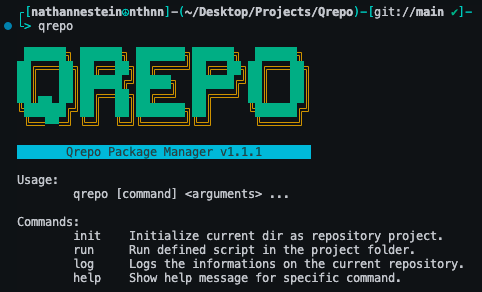 [nathannestein@nthnn]-(~/Desktop/Projects/Qrepo)-[git://main ✔]-
> qrepo
QREPO
Qrepo Package Manager v1.1.1
Usage:
qrepo [command] <arguments> ...
Commands:
init Initialize current dir as repository project.
run Run defined script in the project folder.
log Logs the informations on the current repository.
help Show help message for specific command.